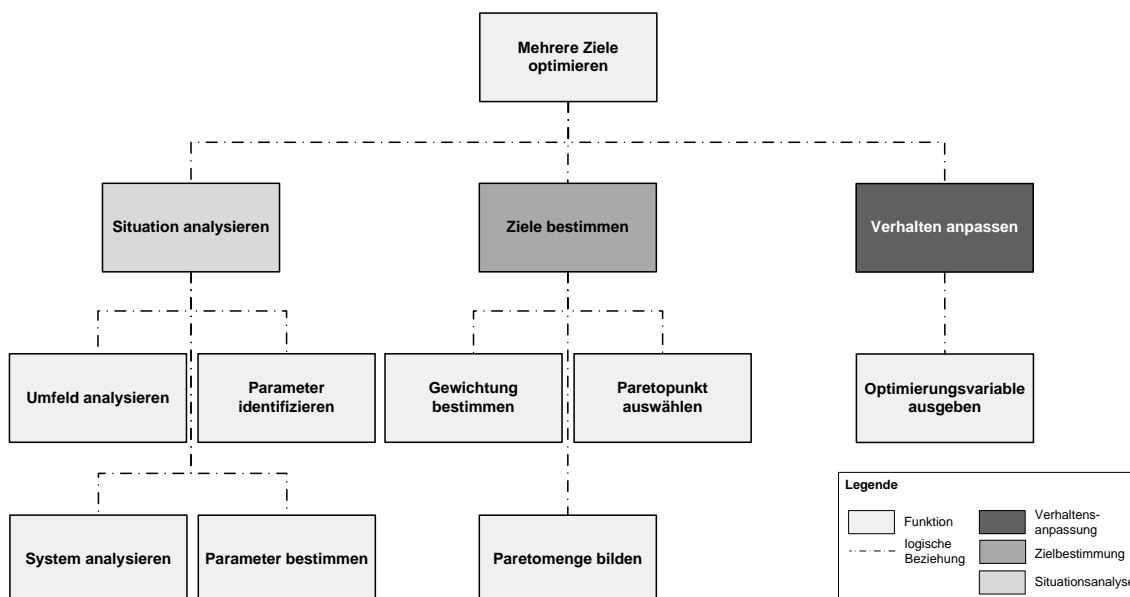 Mehrere Ziele
optimieren
Situation analysieren
Ziele bestimmen
Verhalten anpassen
Umfeld analysieren
Parameter
identifizieren
Gewichtung
bestimmen
Paretopunkt
auswählen
Optimierungsvariable
ausgeben
System analysieren
Parameter bestimmen
Paretomenge bilden
Legende
Funktion
logische
Beziehung
Verhaltens-
anpassung
Zielbestimmung
Situationsanalyse